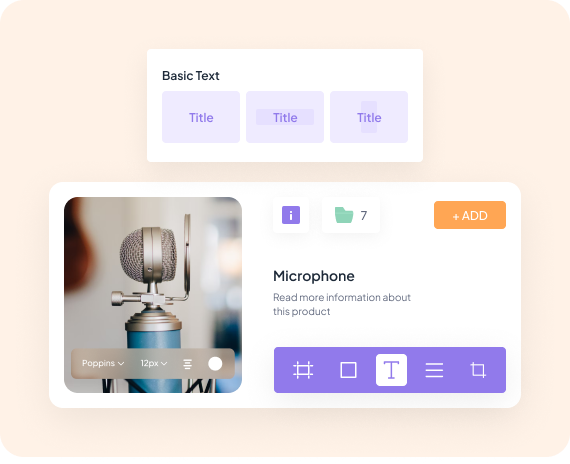 Basic Text
Title
Title
Title
7
+ ADD
Microphone
Read more information about
this product
Poppins
12px
T